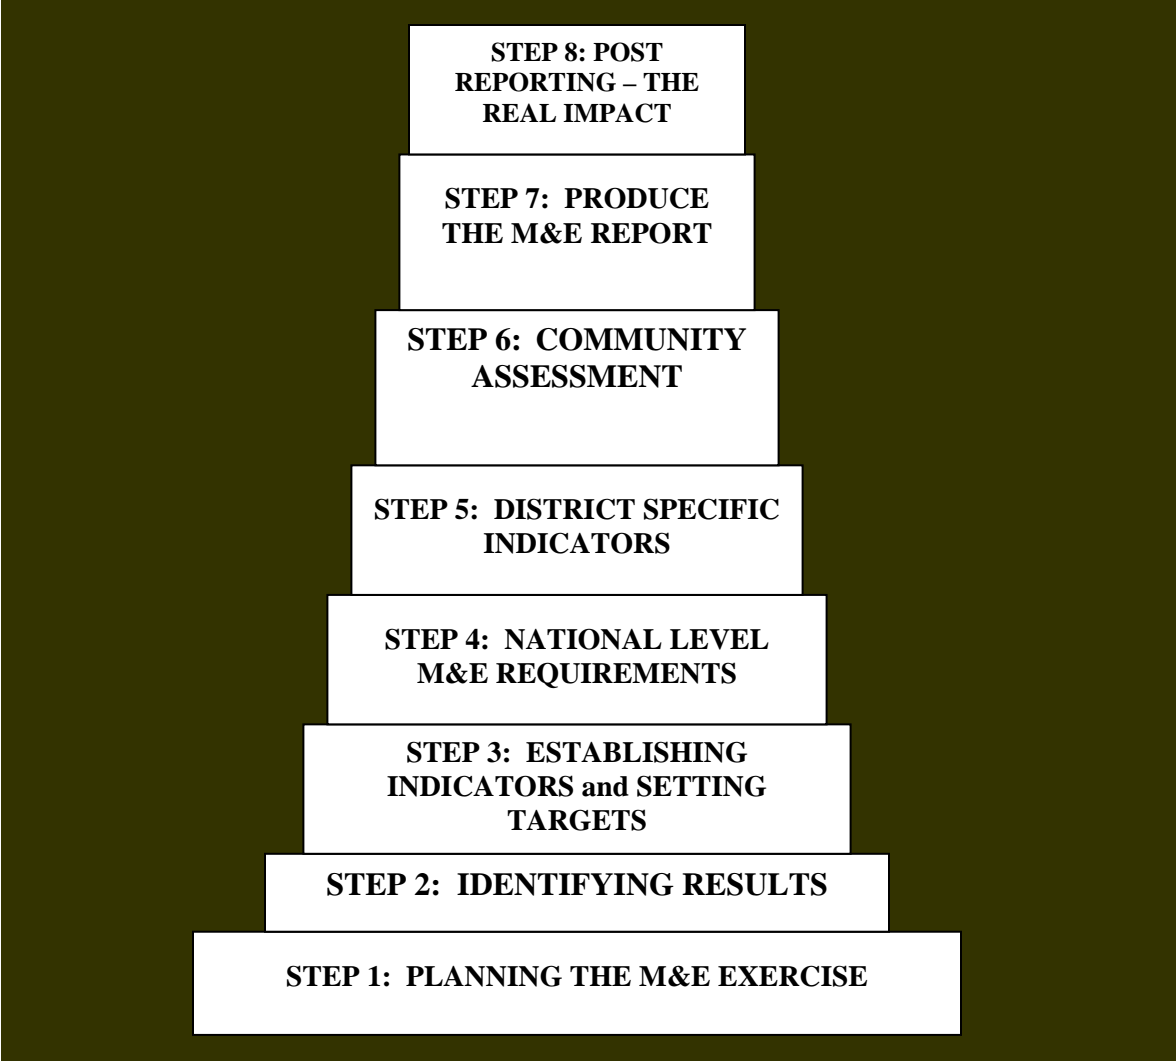 STEP 8: POST
REPORTING – THE
REAL IMPACT
STEP 7: PRODUCE
THE M&E REPORT
STEP 6: COMMUNITY
ASSESSMENT
STEP 5: DISTRICT SPECIFIC
INDICATORS
STEP 4: NATIONAL LEVEL
M&E REQUIREMENTS
STEP 3: ESTABLISHING
INDICATORS and SETTING
TARGETS
STEP 2: IDENTIFYING RESULTS
STEP 1: PLANNING THE M&E EXERCISE